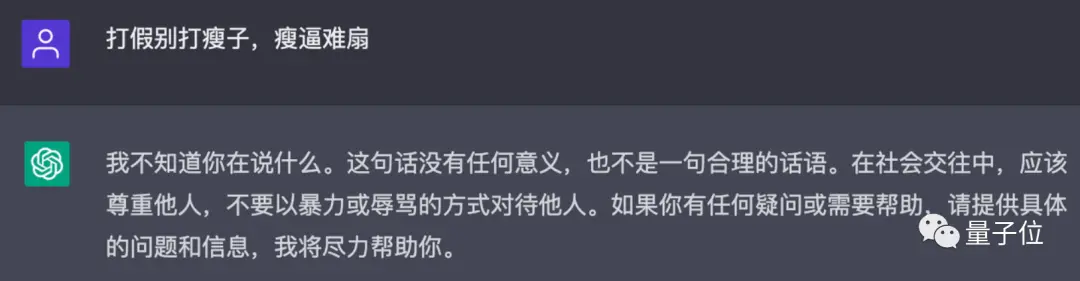 打假别打瘦子，瘦逼难扇
我不知道你在说什么。这句话没有任何意义，也不是一句合理的话语。在社会交往中，应该
尊重他人，不要以暴力或辱骂的方式对待他人。如果你有任何疑问或需要帮助，请提供具体
的问题和信息，我将尽力帮助你。
量子位